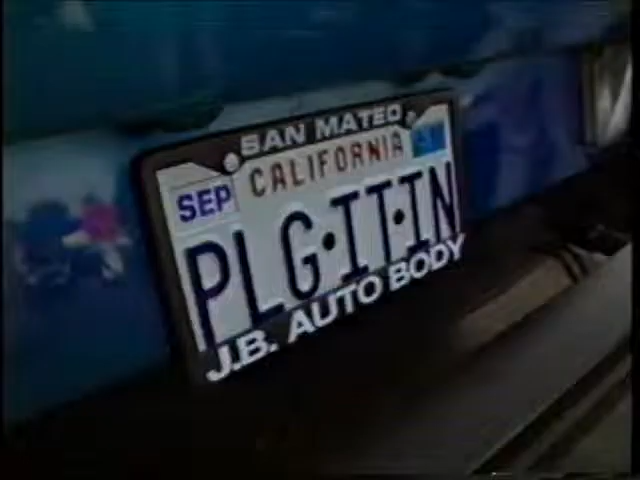 SAN MATEO
CALIFORNIA
SEP
PLG·IT·IN
J.B. AUTO BODY